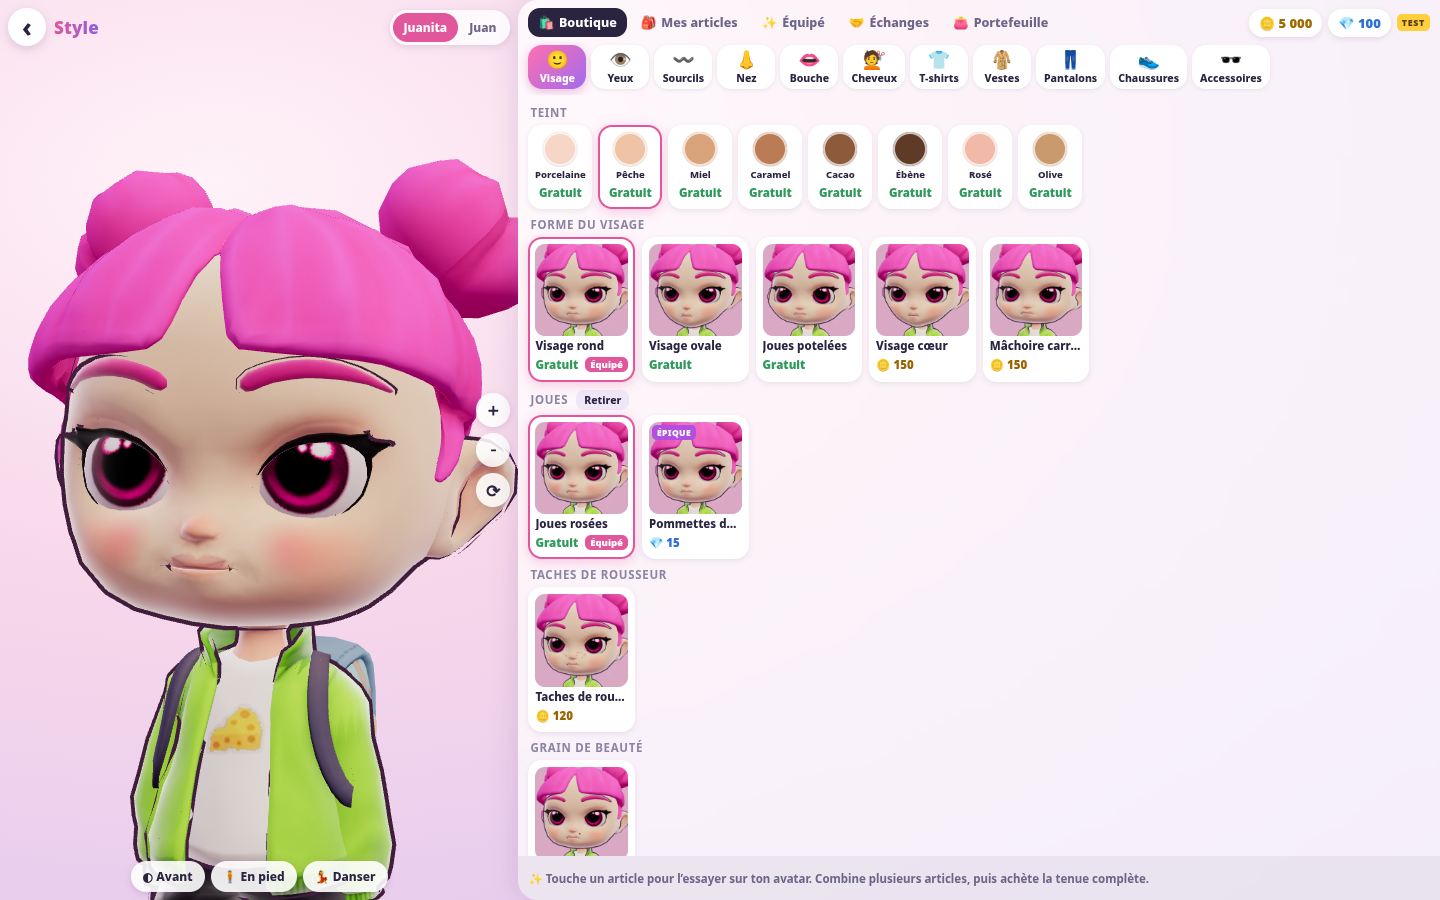 Style
Juanita Juan
Boutique Mes articles Équipé Échanges Portefeuille
5 000 100 TEST
Visage Yeux Sourcils Nez Bouche Cheveux T-shirts Vestes Pantalons Chaussures Accessoires
TEINT
Porcelaine Pêche Miel Caramel Cacao Ébène Rosé Olive
Gratuit Gratuit Gratuit Gratuit Gratuit Gratuit Gratuit Gratuit
FORME DU VISAGE
Visage rond Visage ovale Joues potelées Visage cœur Mâchoire carr...
Gratuit Équipé Gratuit Gratuit 150 150
JOUES Retirer
ÉPIQUE
Joues rosées Pommettes d...
Gratuit Équipé 15
TACHES DE ROUSSEUR
Taches de rou...
120
GRAIN DE BEAUTÉ
+
-
Avant En pied Danser
✨ Touche un article pour l'essayer sur ton avatar. Combine plusieurs articles, puis achète la tenue complète.